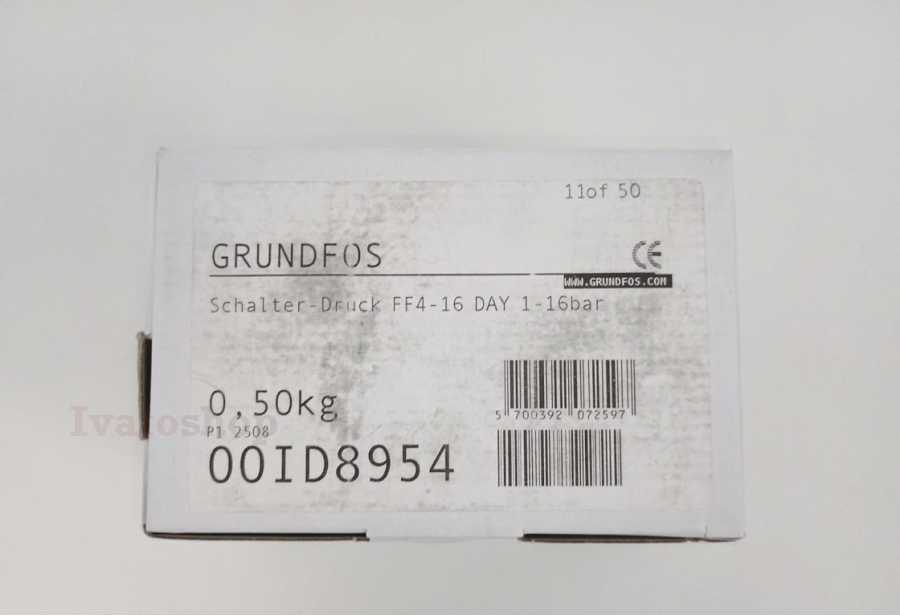 11of 50
GRUNDFOS
CE
WWW.GRUNDFOS.COM
Schalter-Druck FF4-16 DAY 1-16bar
0,50kg
5 700392 072597
Ivaroshop
P1 2508
00ID8954